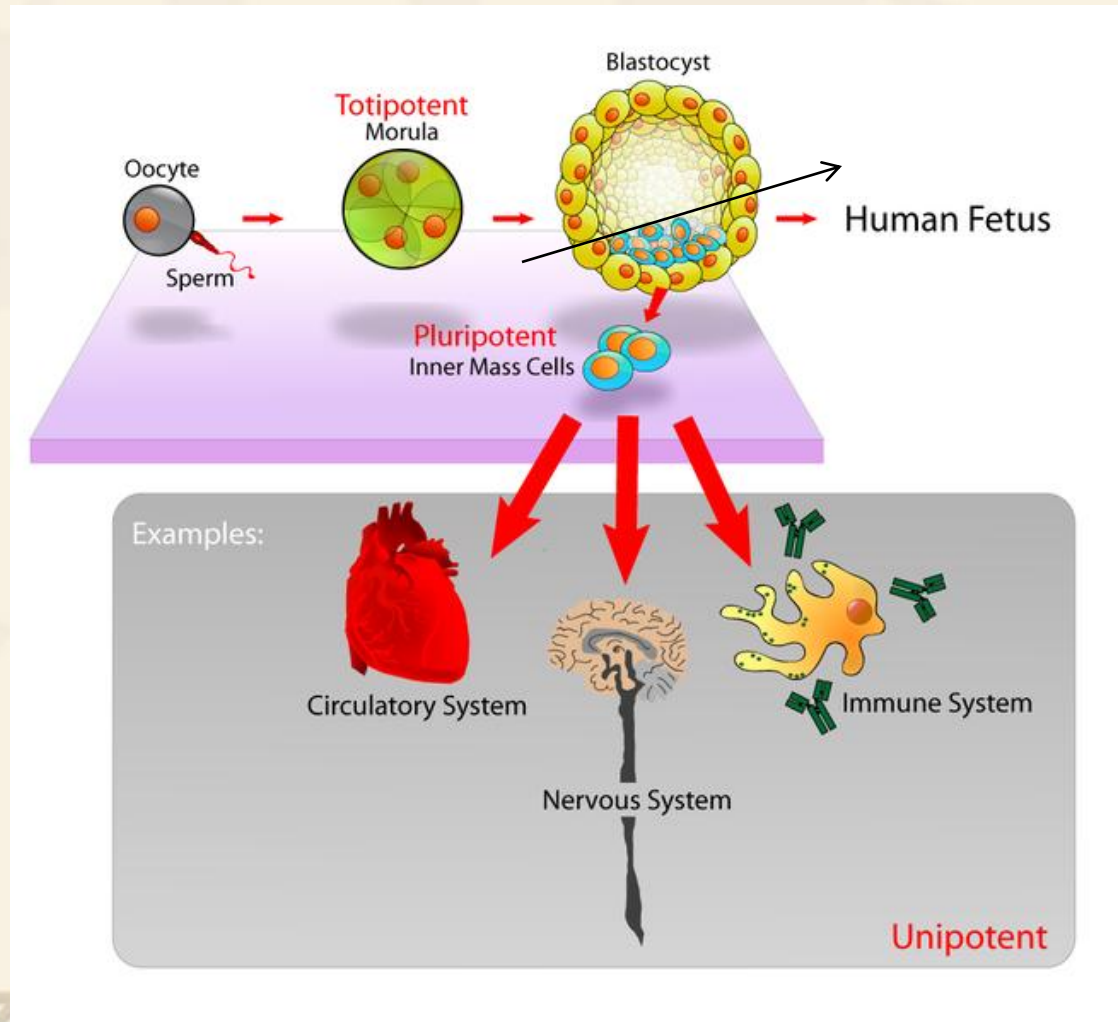 Blastocyst
Totipotent
Morula
Oocyte
Human Fetus
Sperm
Pluripotent
Inner Mass Cells
Examples:
Circulatory System
Immune System
Nervous System
Unipotent